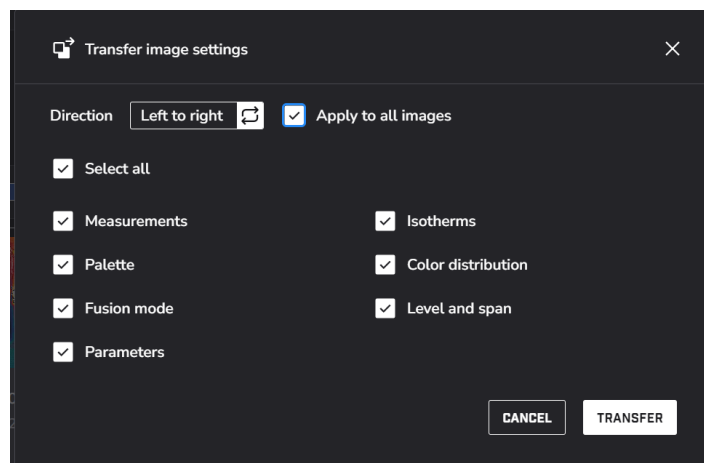 Transfer image settings
Direction Left to right Apply to all images
Select all
Measurements Isotherms
Palette Color distribution
Fusion mode Level and span
Parameters
CANCEL TRANSFER